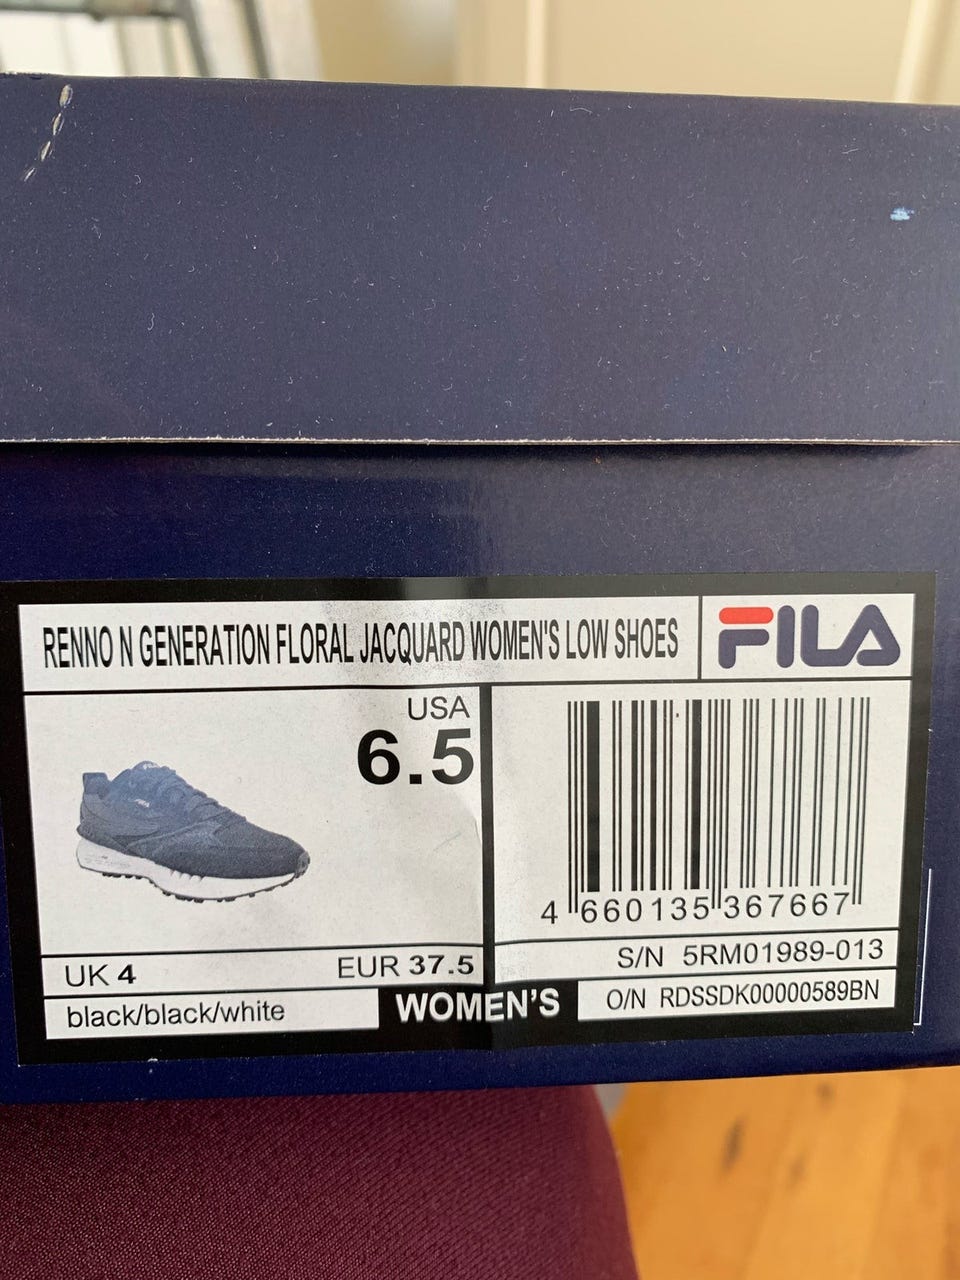 RENNO N GENERATION FLORAL JACQUARD WOMEN'S LOW SHOES
FILA
USA
6.5
4 660135 367667
UK 4
EUR 37.5
S/N 5RM01989-013
black/black/white
WOMEN'S
O/N RDSSDK00000589BN